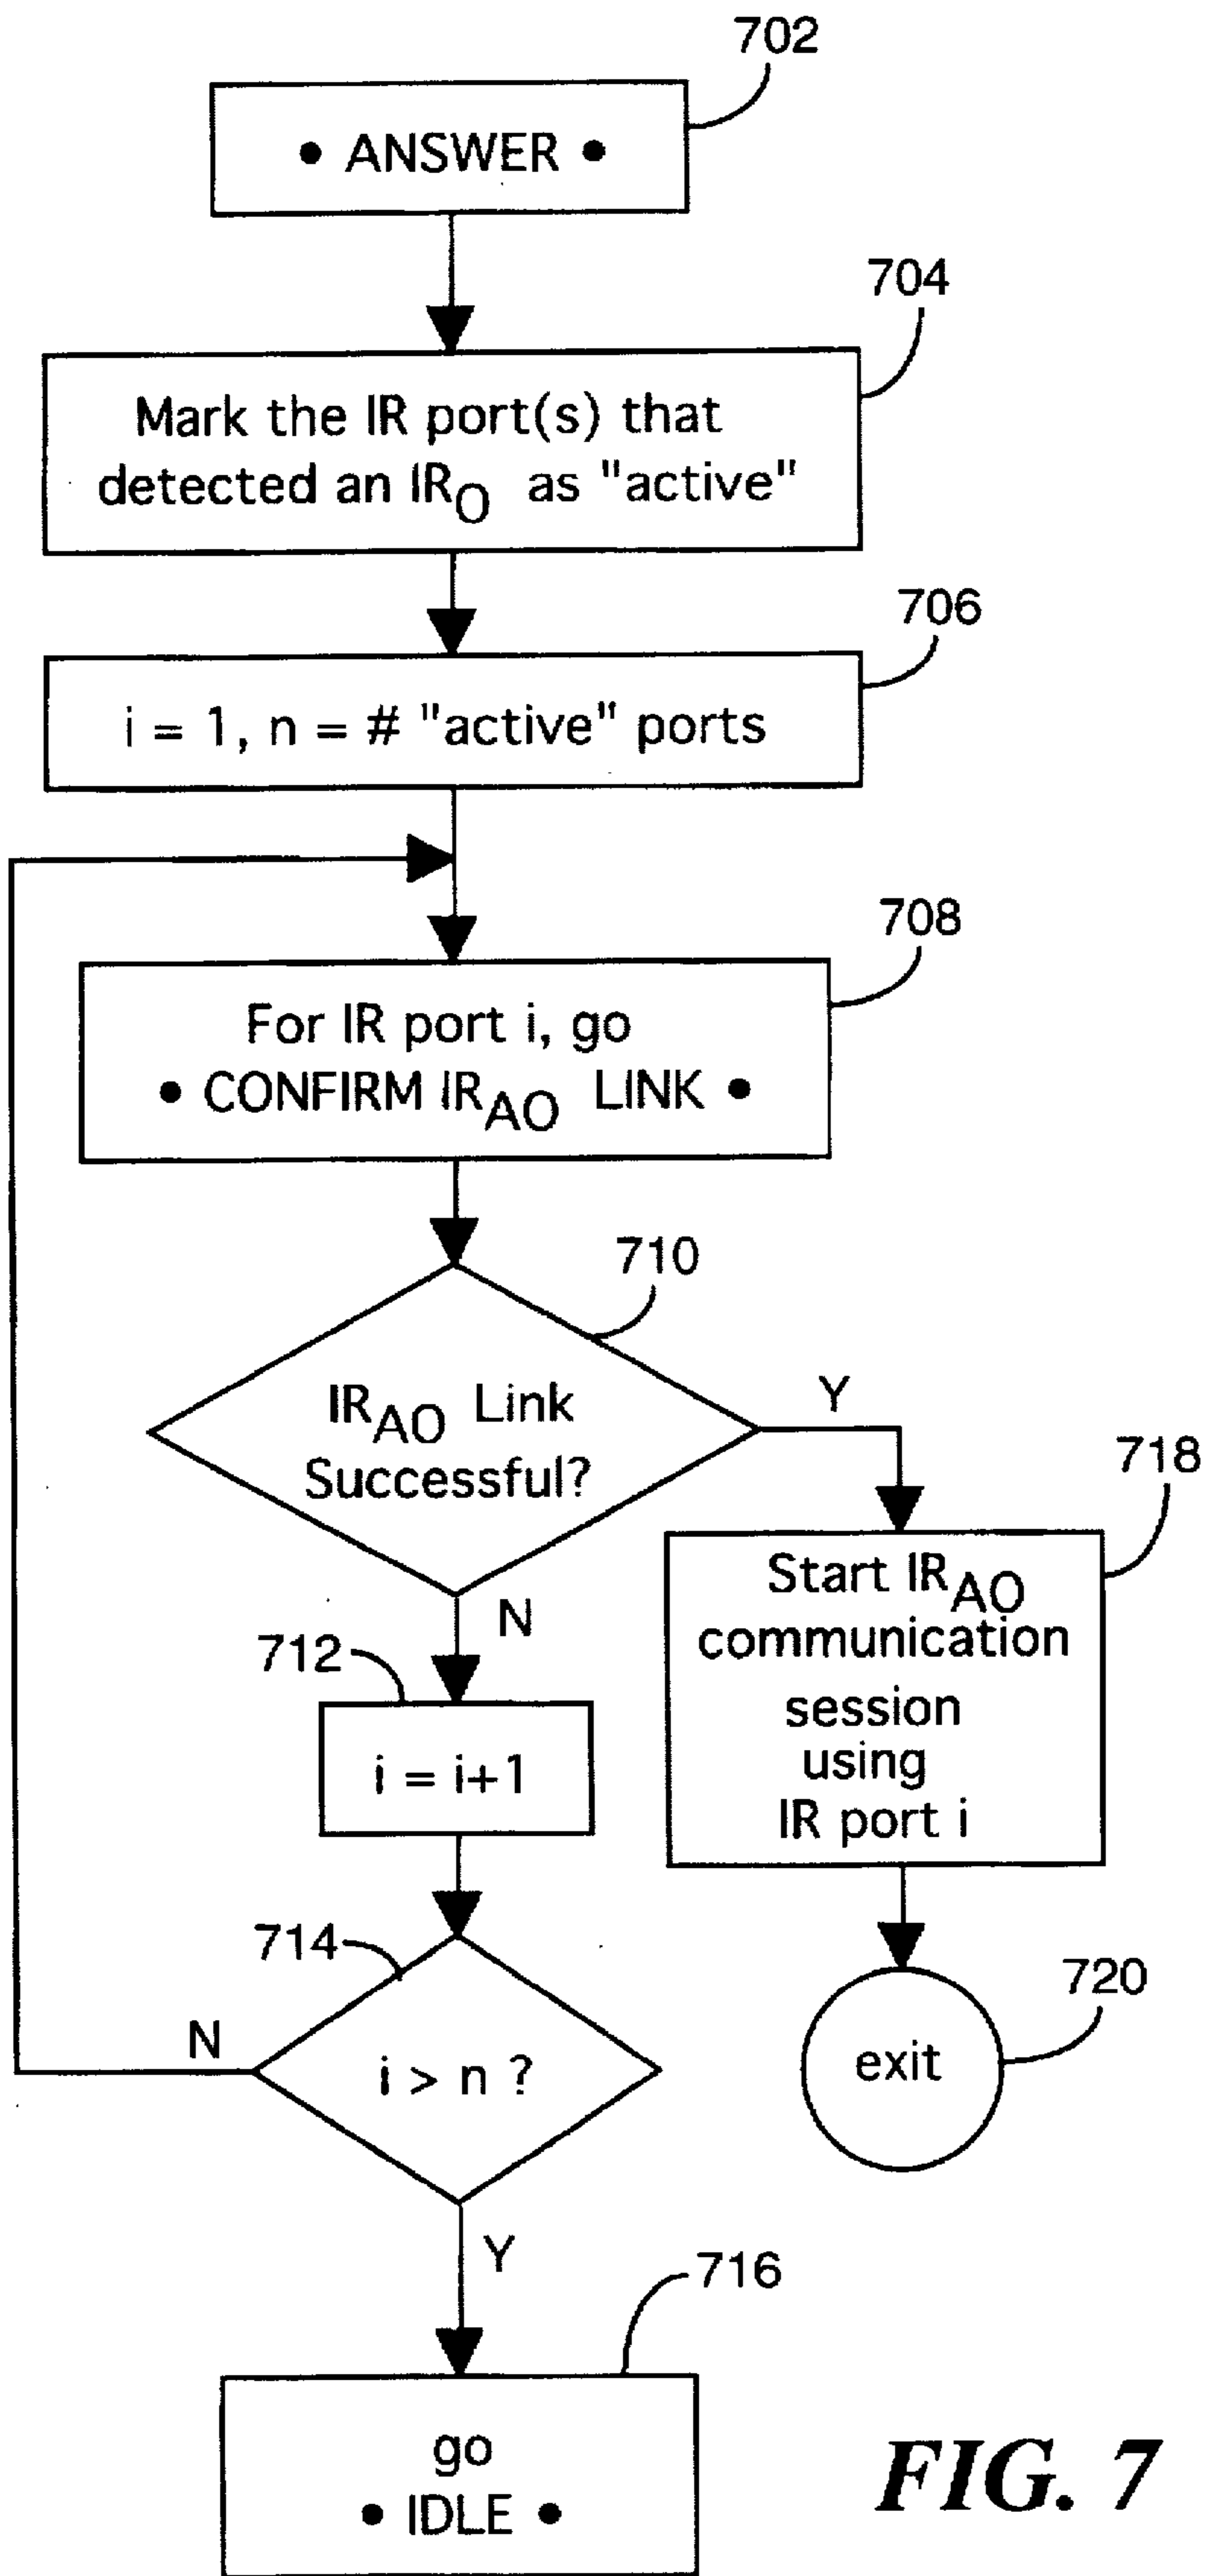 702
• ANSWER •
704
Mark the IR port(s) that
detected an IRO as "active"
706
i = 1, n = # "active" ports
708
For IR port i, go
• CONFIRM IRAO LINK •
710
IRAO Link
Successful?
Y
N
718
Start IRAO
communication
session
using
IR port i
712
i = i+1
714
i > n ?
N
Y
720
exit
716
go
• IDLE •
FIG. 7